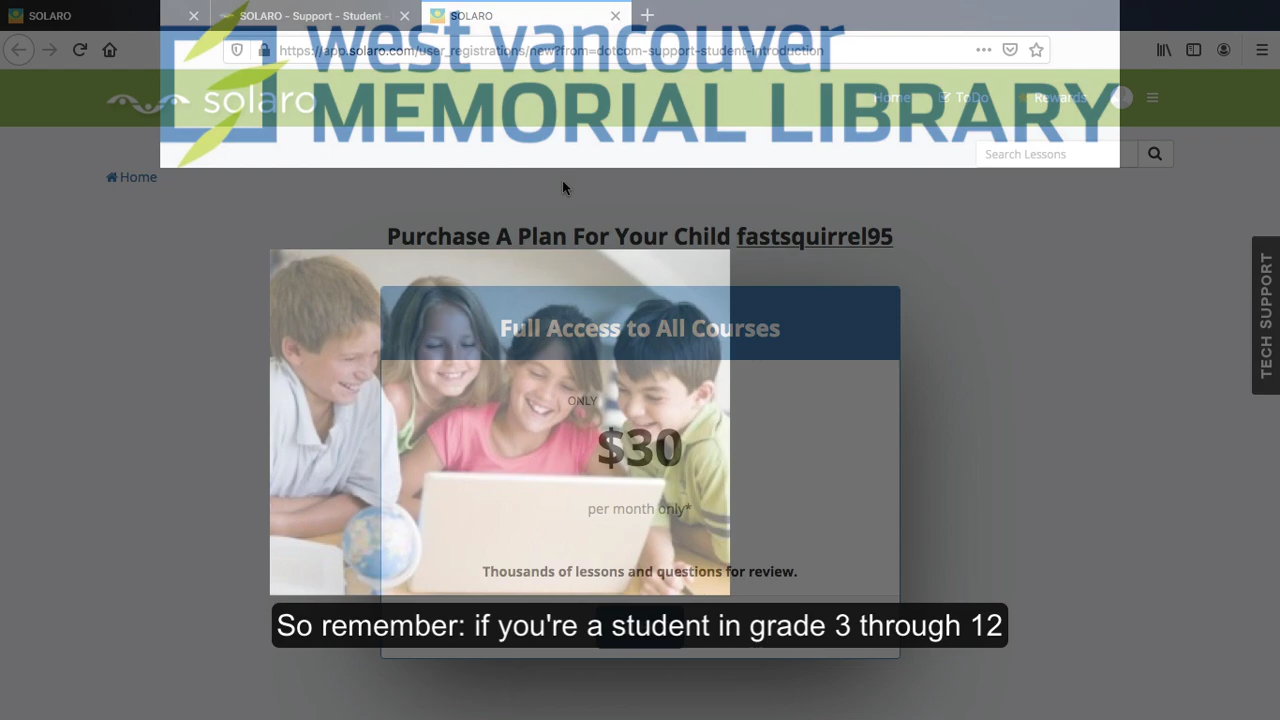 SOLARO
SOLARO - Support - Student
SOLARO
https://app.solaro.com/user_registrations/new?from=dotcom-support-student-introduction
west vancouver
MEMORIAL LIBRARY
solaro
Home
ToDo
Rewards
Search Lessons
Home
Purchase A Plan For Your Child fastsquirrel95
Full Access to All Courses
ONLY
$30
per month only*
Thousands of lessons and questions for review.
TECH SUPPORT
So remember: if you're a student in grade 3 through 12